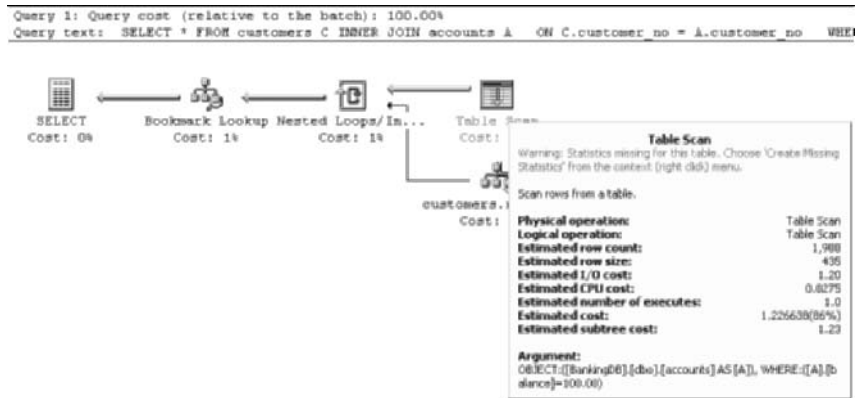 Query 1: Query cost (relative to the batch): 100.00%
Query text: SELECT * FROM customers C INNER JOIN accounts A ON C.customer_no = A.customer_no
SELECT
Cost: 0%
Bookmark Lookup
Cost: 1%
Nested Loops/In...
Cost: 1%
Table Scan
Cost:
customers.
Cost:
Table Scan
Warning: Statistics missing for this table. Choose 'Create Missing
Statistics' from the context (right click) menu.
Scan rows from a table.
Physical operation: Table Scan
Logical operation: Table Scan
Estimated row count: 1,988
Estimated row size: 435
Estimated I/O cost: 1.20
Estimated CPU cost: 0.0275
Estimated number of executes: 1.0
Estimated cost: 1.226638(86%)
Estimated subtree cost: 1.23
Argument:
OBJECT:([BankingDB].[dbo].[accounts] AS [A]), WHERE:([A].[b
alance]=100.00)